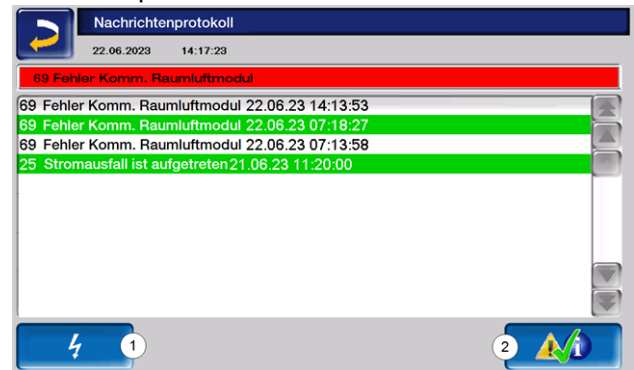 Nachrichtenprotokoll
22.06.2023 14:17:23
69 Fehler Komm. Raumluftmodul
69 Fehler Komm. Raumluftmodul 22.06.23 14:13:53
69 Fehler Komm. Raumluftmodul 22.06.23 07:18:27
69 Fehler Komm. Raumluftmodul 22.06.23 07:13:58
25 Stromausfall ist aufgetreten21.06.23 11:20:00
1
2